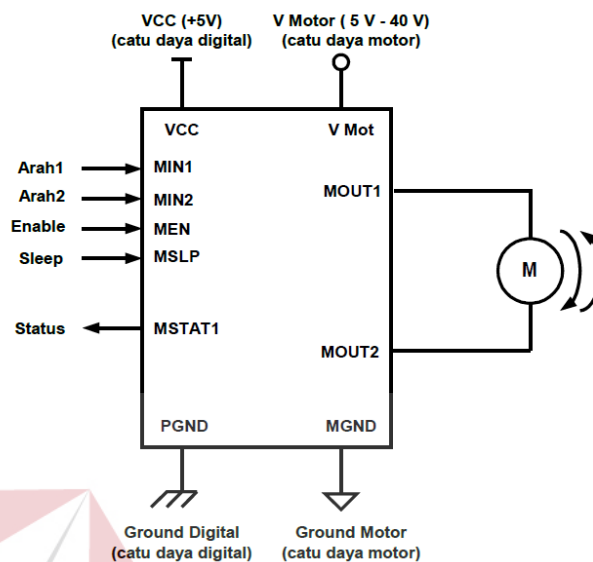 VCC (+5V)
(catu daya digital)
V Motor ( 5 V - 40 V)
(catu daya motor)
VCC
V Mot
Arah1
MIN1
Arah2
MIN2
MOUT1
Enable
MEN
Sleep
MSLP
M
Status
MSTAT1
MOUT2
PGND
MGND
Ground Digital
(catu daya digital)
Ground Motor
(catu daya motor)